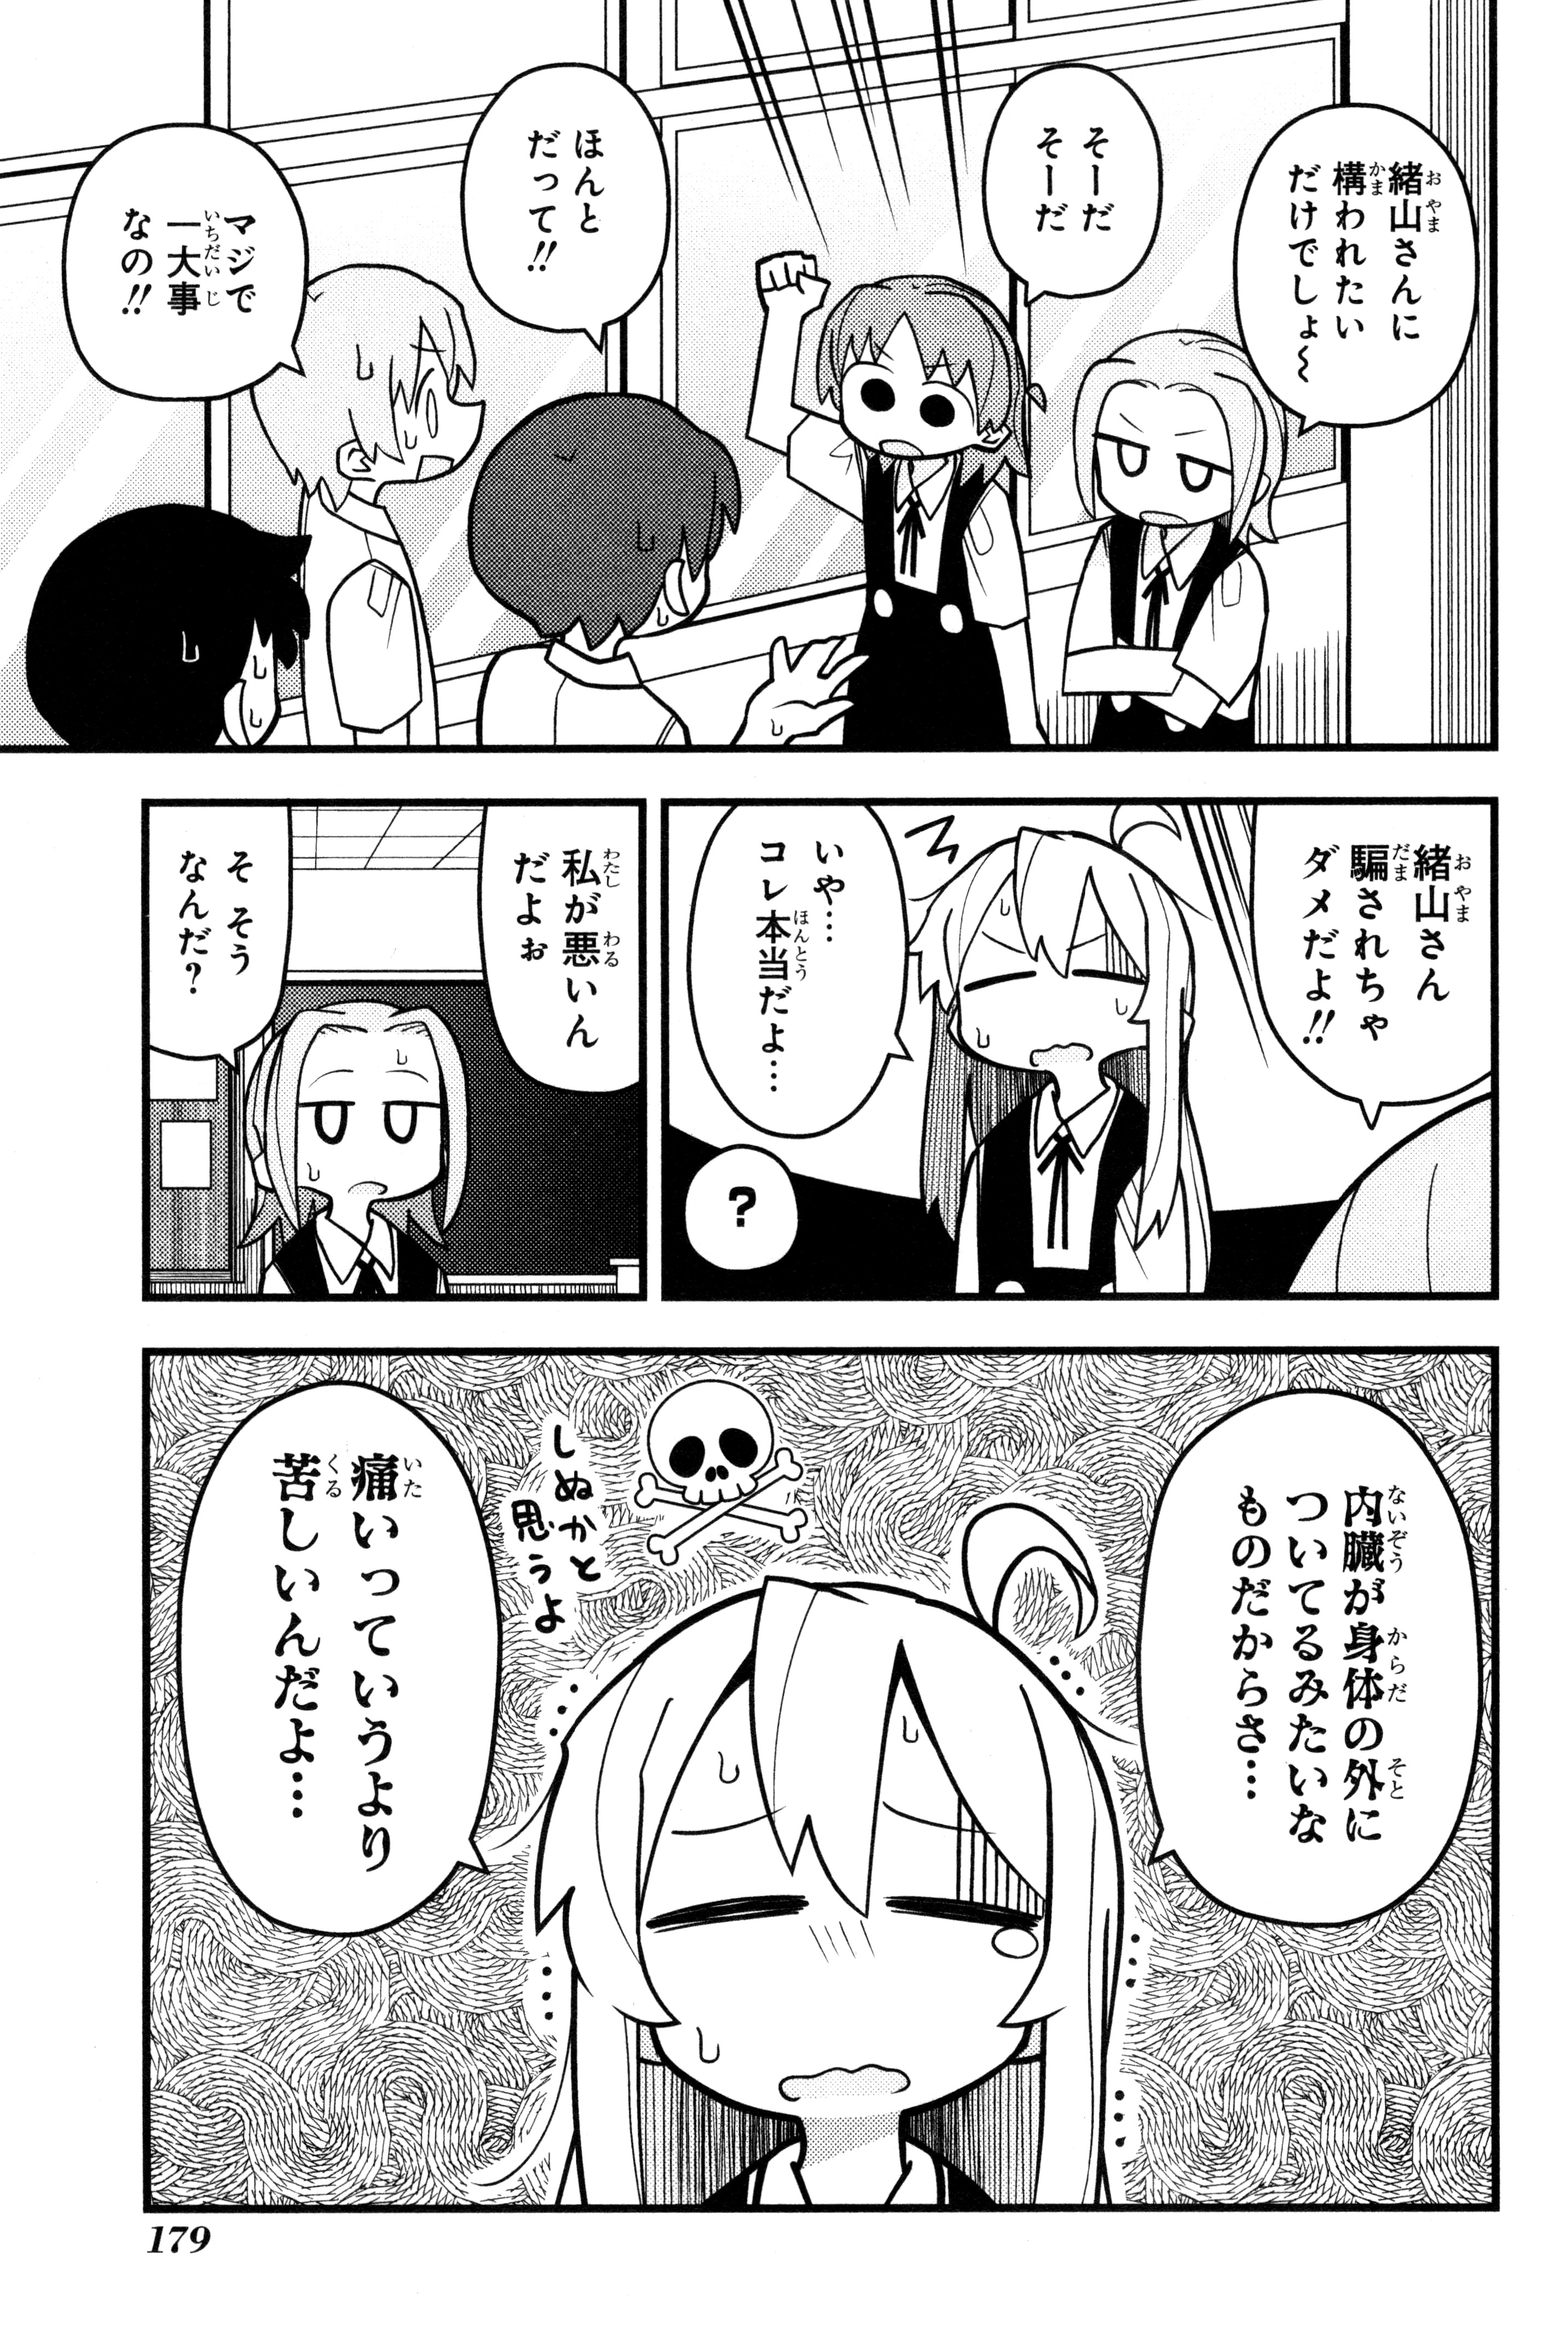 緒山さんに
構われたい
だけでしょ～
そーだ
そーだ
ほんと
だって!!
マジで
一大事
なの!!
緒山さん
騙されちゃ
ダメだよ!!
いや…
コレ本当だよ…
?
私が悪いん
だよぉ
そ そう
なんだ?
内臓が身体の外に
ついてるみたいな
ものだからさ…
しぬかと
思うよ
痛いっていうより
苦しいんだよ…
179